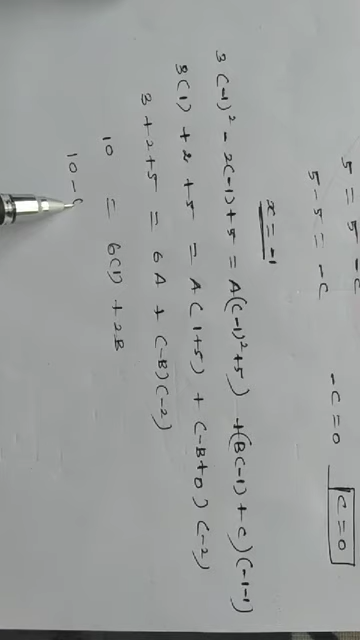 5 = 5 - C
5 - 5 = - C
- C = 0 C = 0
x = -1
3(-1)² - 2(-1) + 5 = A((-1)² + 5) + (B(-1) + C)(-1-1)
3(1) + 2 + 5 = A(1+5) + (-B+0)(-2)
3 + 2 + 5 = 6A + (-B)(-2)
10 = 6(1) + 2B
10 -